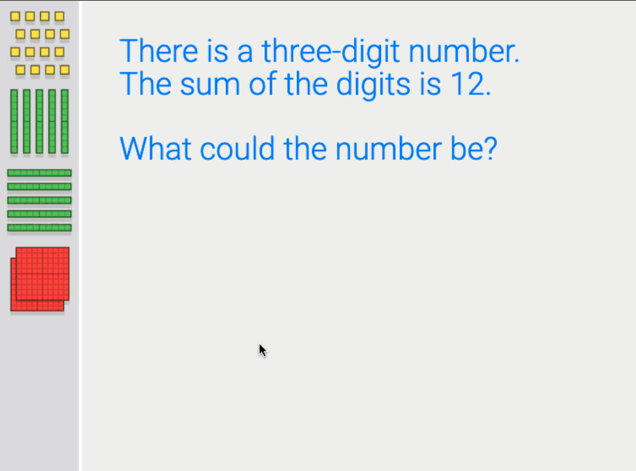 There is a three-digit number.
The sum of the digits is 12.
What could the number be?